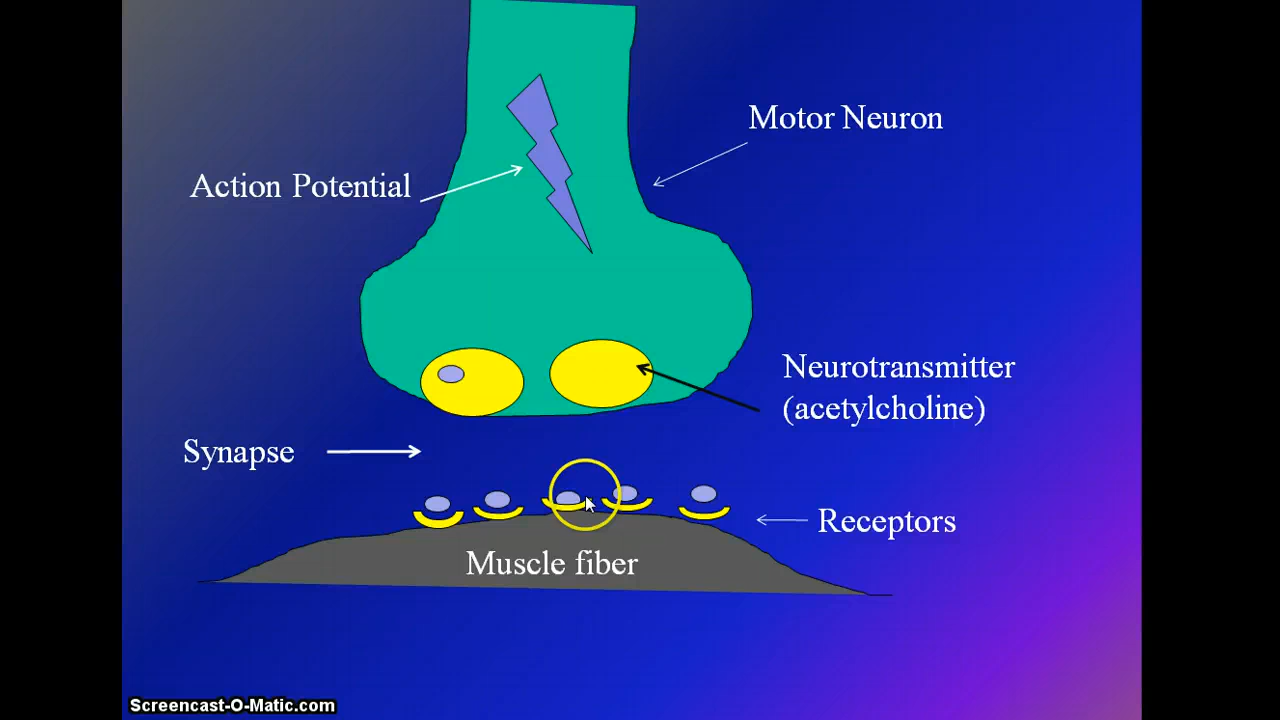 Motor Neuron
Action Potential
Neurotransmitter
(acetylcholine)
Synapse
Receptors
Muscle fiber
Screencast-O-Matic.com